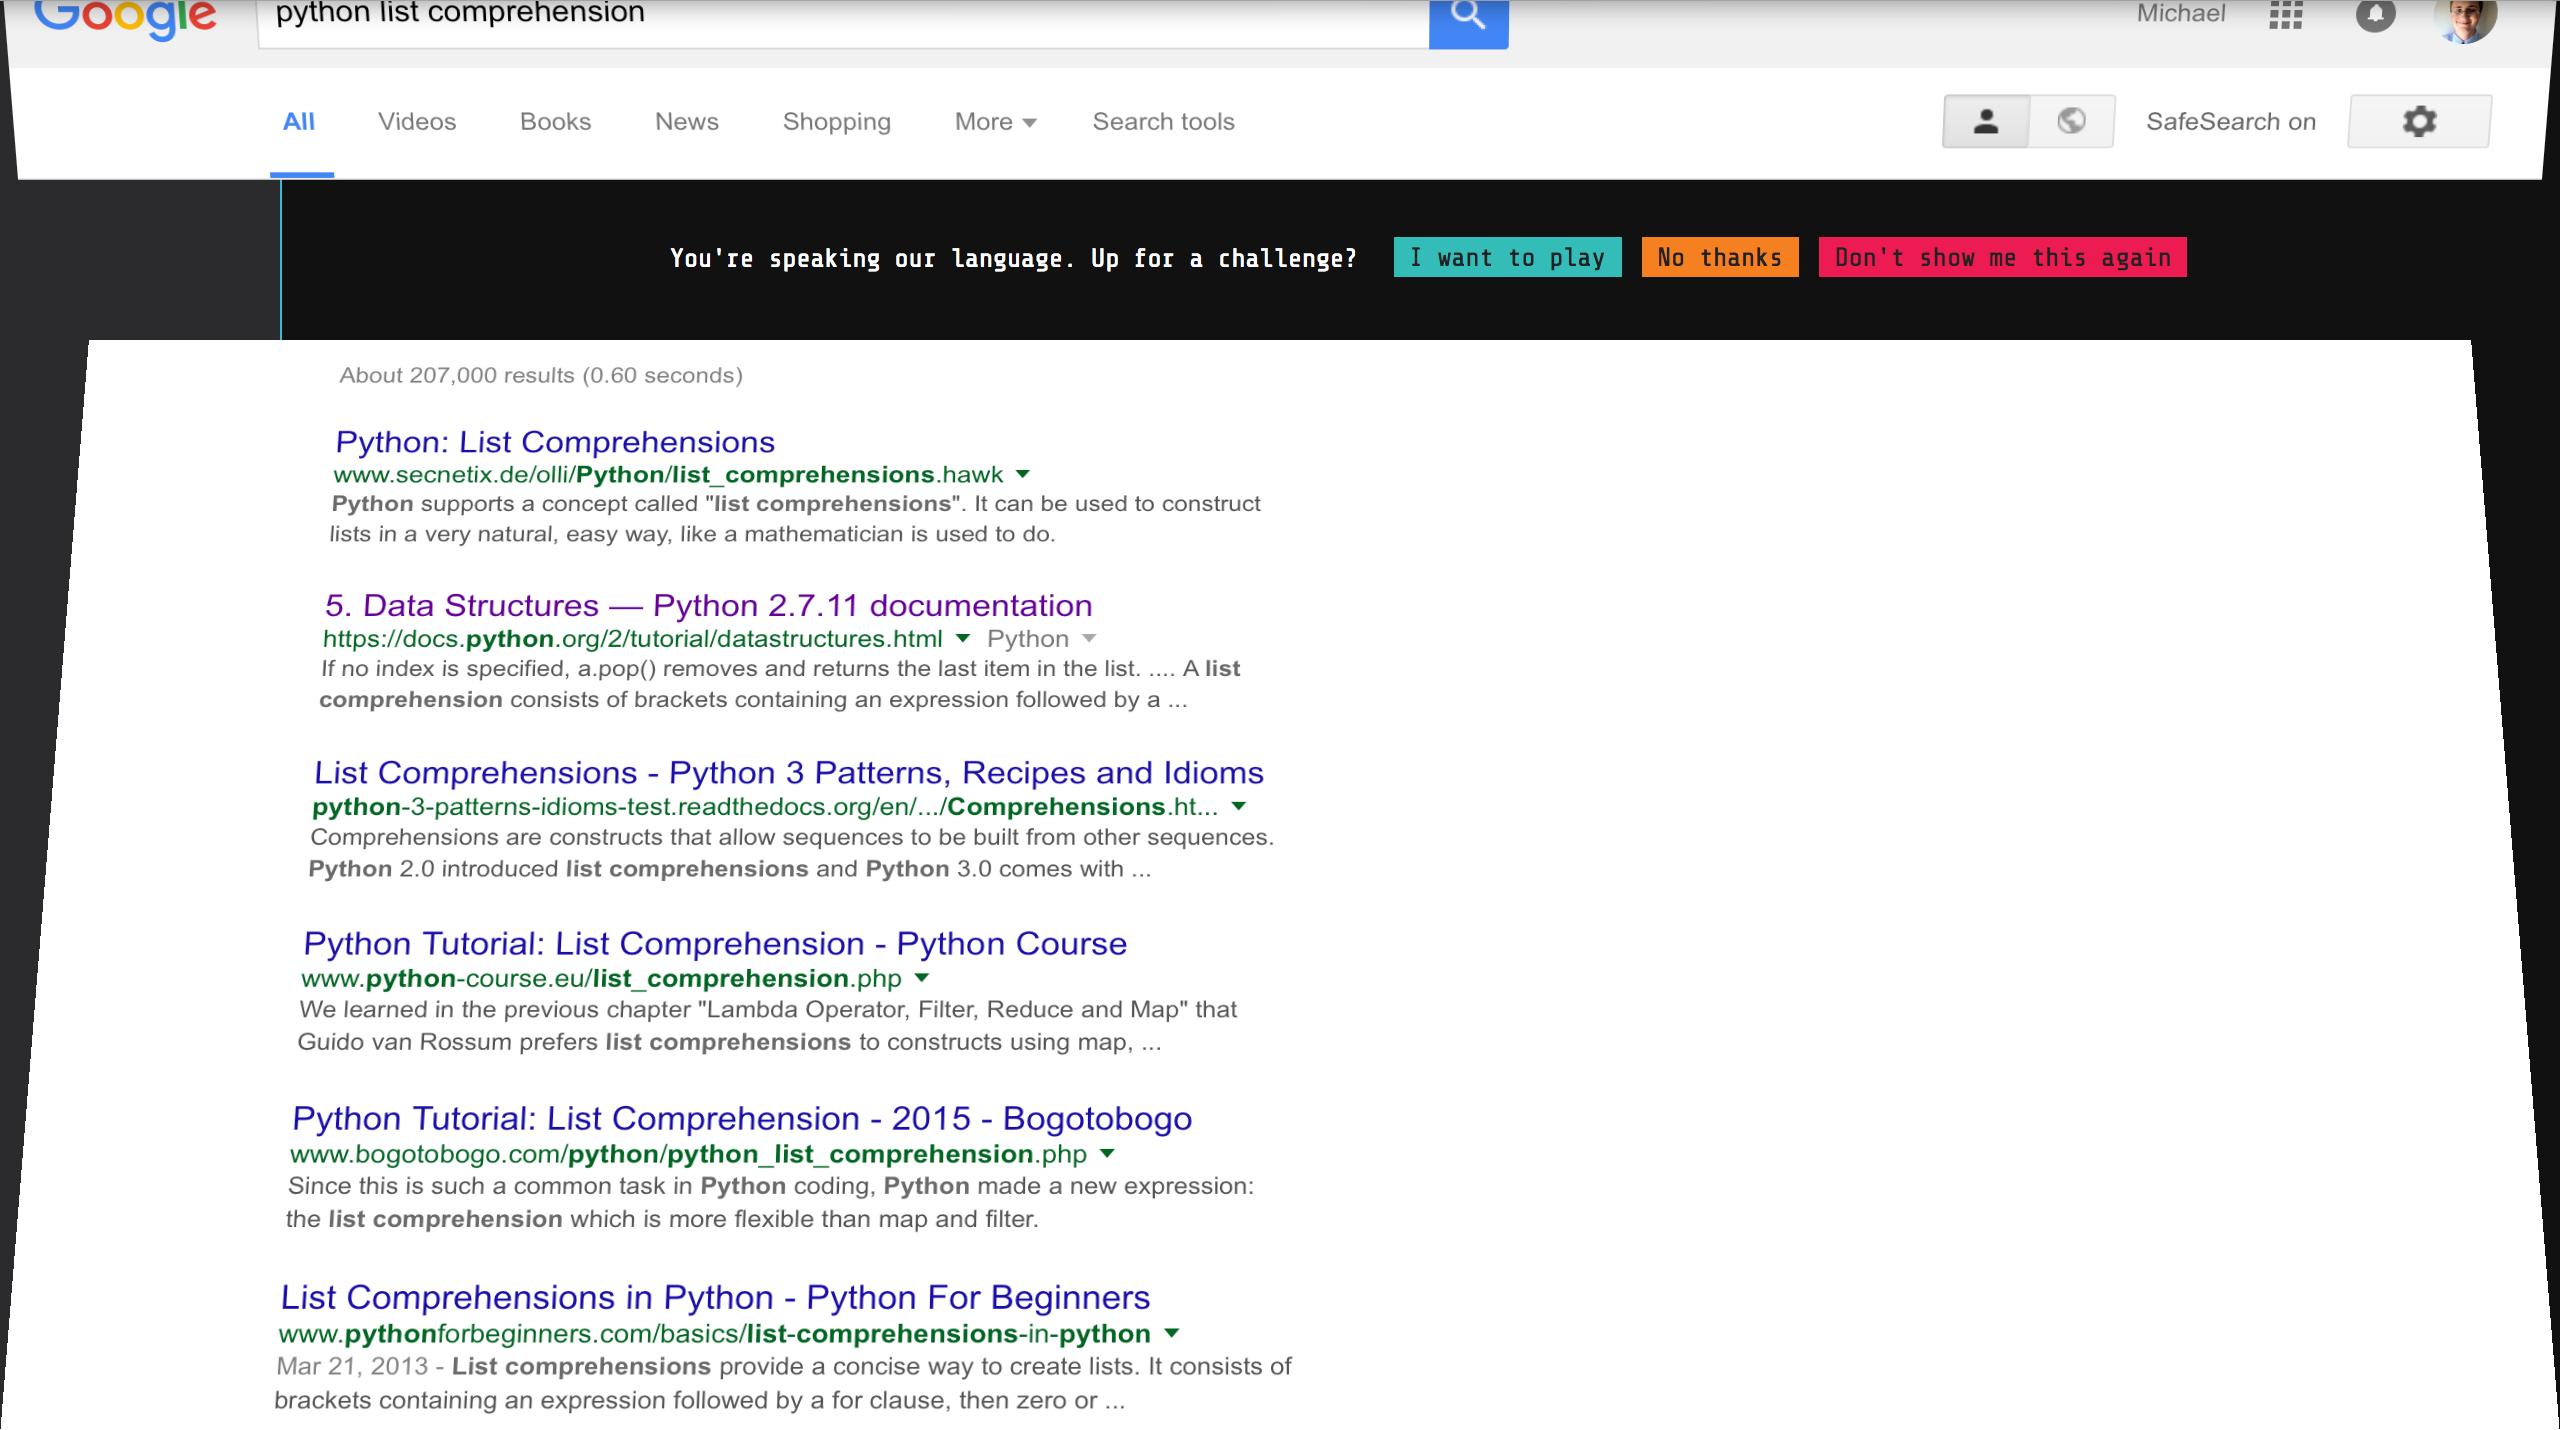 Google python list comprehension Michael
All Videos Books News Shopping More Search tools SafeSearch on
You're speaking our language. Up for a challenge? I want to play No thanks Don't show me this again
About 207,000 results (0.60 seconds)
Python: List Comprehensions
www.secnetix.de/olli/Python/list_comprehensions.hawk
Python supports a concept called "list comprehensions". It can be used to construct
lists in a very natural, easy way, like a mathematician is used to do.
5. Data Structures — Python 2.7.11 documentation
https://docs.python.org/2/tutorial/datastructures.html Python
If no index is specified, a.pop() removes and returns the last item in the list. .... A list
comprehension consists of brackets containing an expression followed by a ...
List Comprehensions - Python 3 Patterns, Recipes and Idioms
python-3-patterns-idioms-test.readthedocs.org/en/.../Comprehensions.ht...
Comprehensions are constructs that allow sequences to be built from other sequences.
Python 2.0 introduced list comprehensions and Python 3.0 comes with ...
Python Tutorial: List Comprehension - Python Course
www.python-course.eu/list_comprehension.php
We learned in the previous chapter "Lambda Operator, Filter, Reduce and Map" that
Guido van Rossum prefers list comprehensions to constructs using map, ...
Python Tutorial: List Comprehension - 2015 - Bogotobogo
www.bogotobogo.com/python/python_list_comprehension.php
Since this is such a common task in Python coding, Python made a new expression:
the list comprehension which is more flexible than map and filter.
List Comprehensions in Python - Python For Beginners
www.pythonforbeginners.com/basics/list-comprehensions-in-python
Mar 21, 2013 - List comprehensions provide a concise way to create lists. It consists of
brackets containing an expression followed by a for clause, then zero or ...